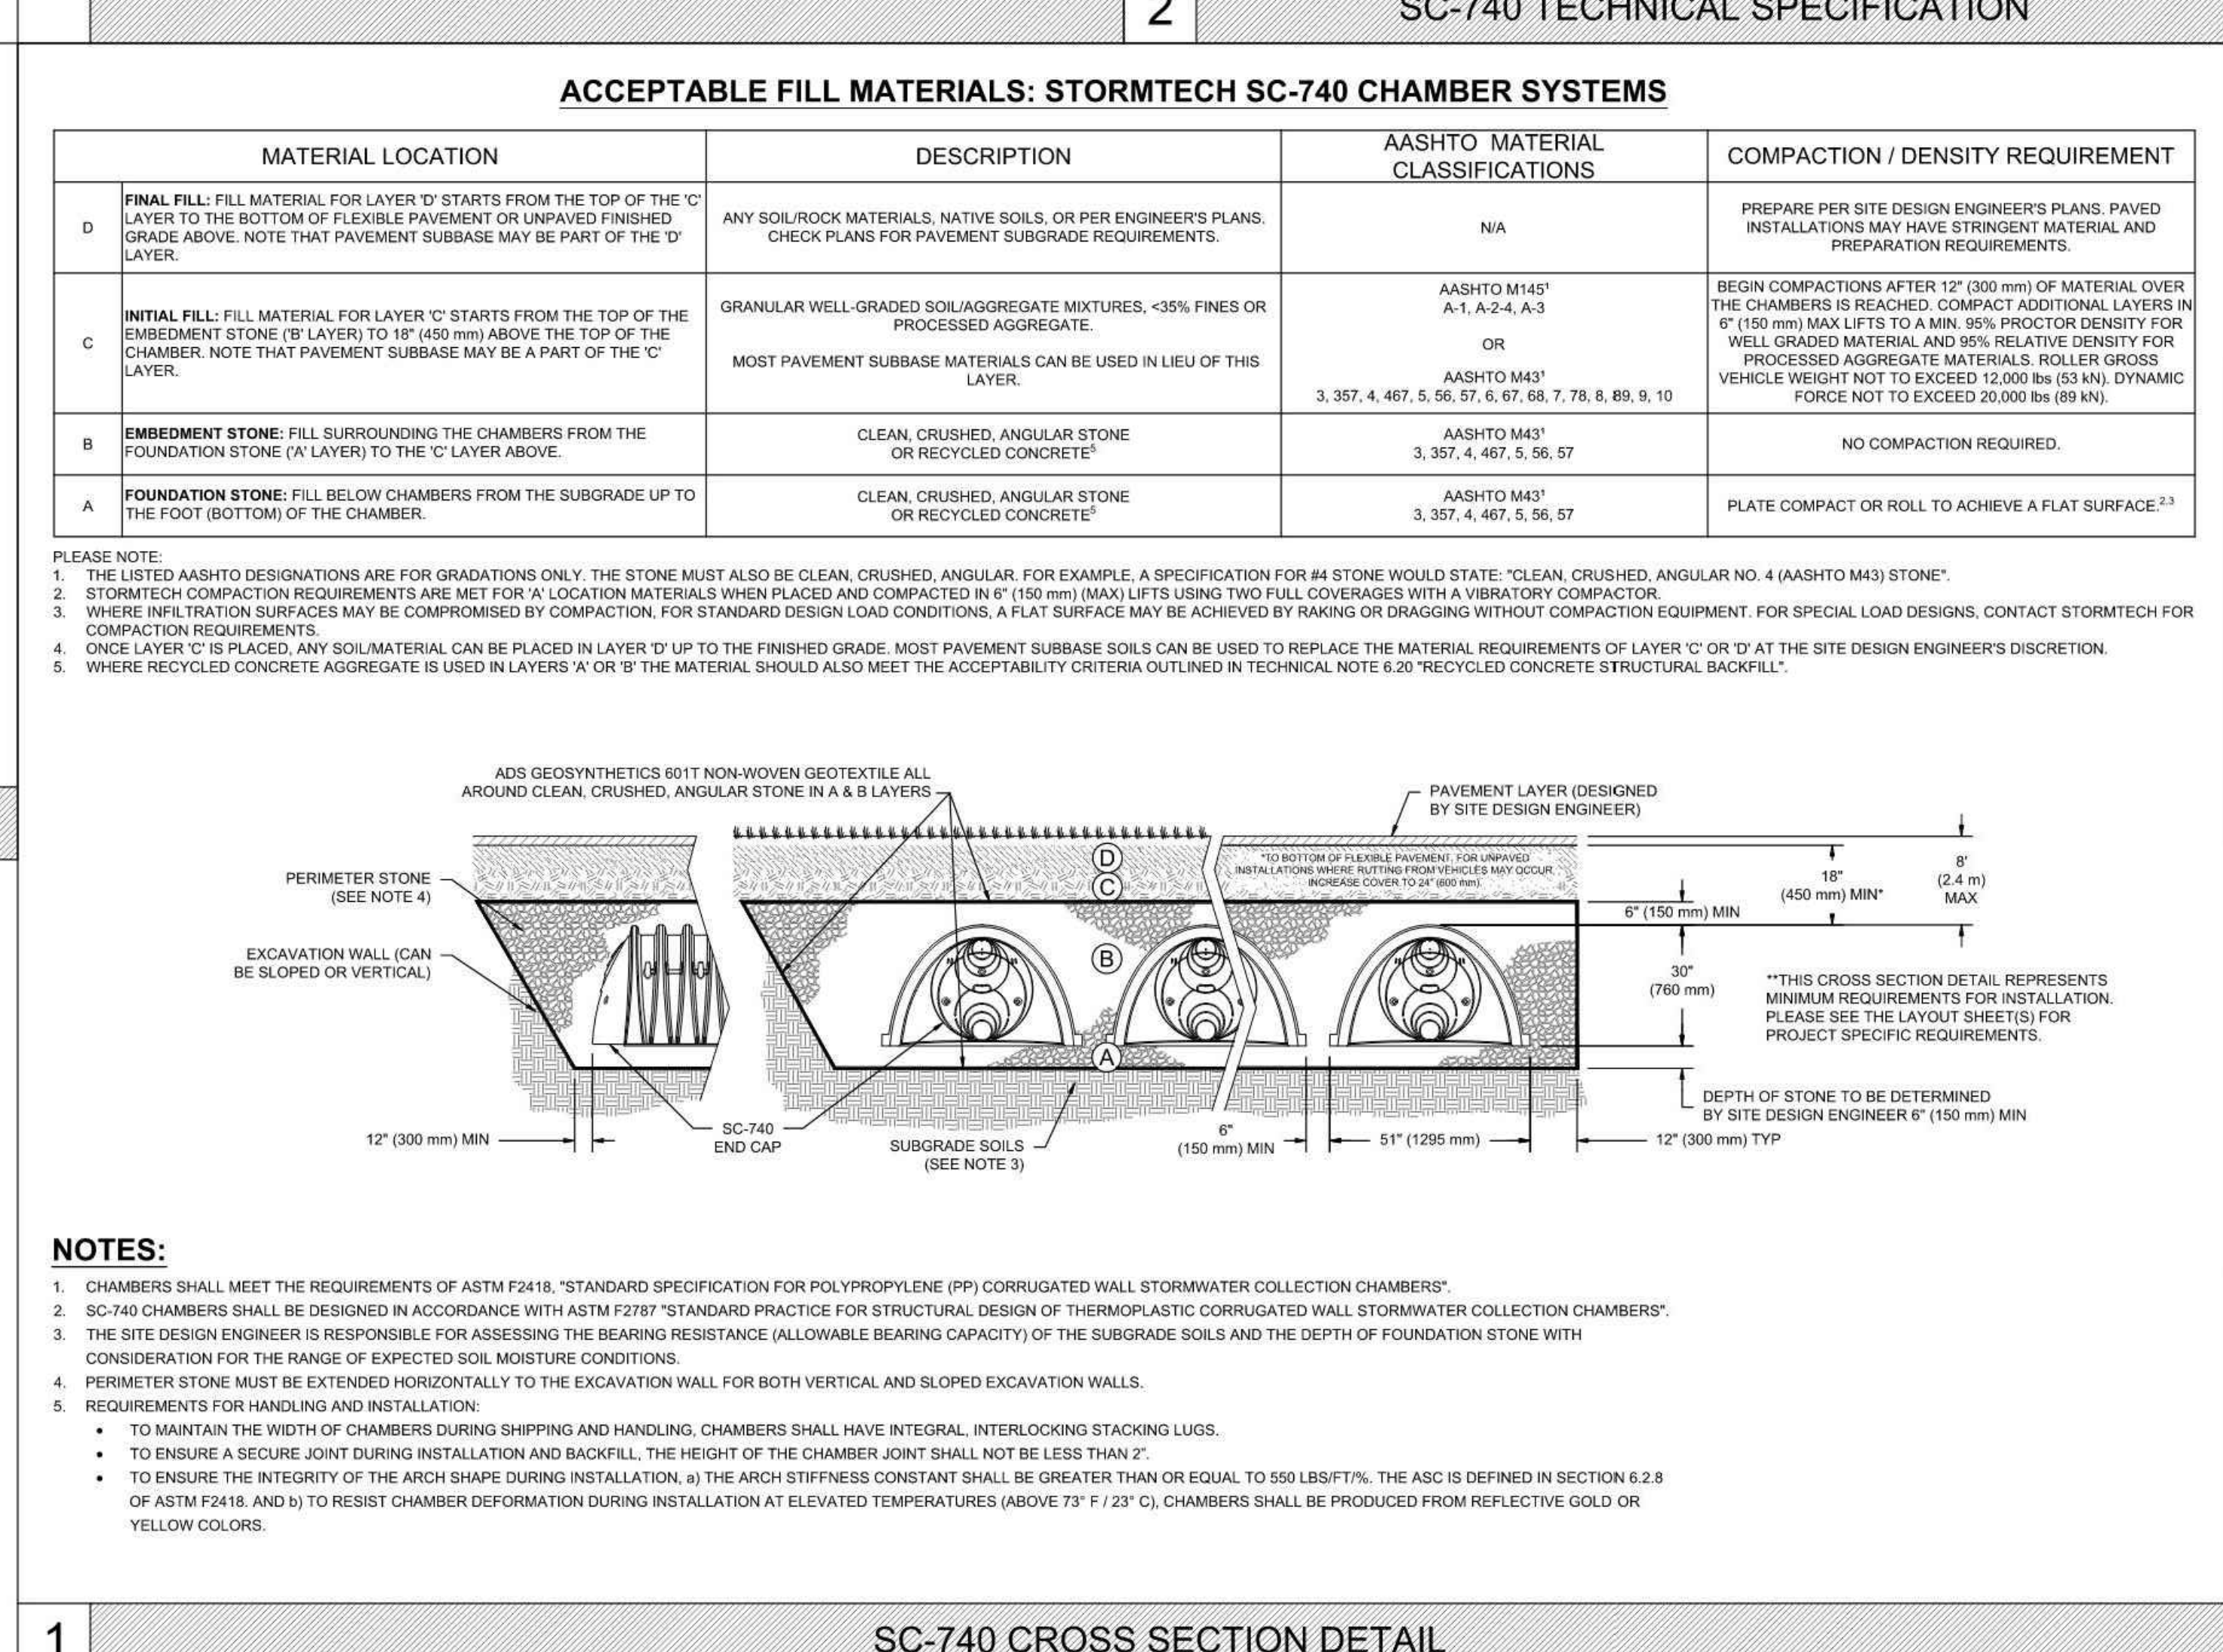 2
SC-740 TECHNICAL SPECIFICATION
ACCEPTABLE FILL MATERIALS: STORMTECH SC-740 CHAMBER SYSTEMS
MATERIAL LOCATION
DESCRIPTION
AASHTO MATERIAL
CLASSIFICATIONS
COMPACTION / DENSITY REQUIREMENT
D
FINAL FILL: FILL MATERIAL FOR LAYER 'D' STARTS FROM THE TOP OF THE 'C'
LAYER TO THE BOTTOM OF FLEXIBLE PAVEMENT OR UNPAVED FINISHED
GRADE ABOVE. NOTE THAT PAVEMENT SUBBASE MAY BE PART OF THE 'D'
LAYER.
ANY SOIL/ROCK MATERIALS, NATIVE SOILS, OR PER ENGINEER'S PLANS.
CHECK PLANS FOR PAVEMENT SUBGRADE REQUIREMENTS.
N/A
PREPARE PER SITE DESIGN ENGINEER'S PLANS. PAVED
INSTALLATIONS MAY HAVE STRINGENT MATERIAL AND
PREPARATION REQUIREMENTS.
C
INITIAL FILL: FILL MATERIAL FOR LAYER 'C' STARTS FROM THE TOP OF THE
EMBEDMENT STONE ('B' LAYER) TO 18" (450 mm) ABOVE THE TOP OF THE
CHAMBER. NOTE THAT PAVEMENT SUBBASE MAY BE A PART OF THE 'C'
LAYER.
GRANULAR WELL-GRADED SOIL/AGGREGATE MIXTURES, <35% FINES OR
PROCESSED AGGREGATE.
MOST PAVEMENT SUBBASE MATERIALS CAN BE USED IN LIEU OF THIS
LAYER.
AASHTO M145¹
A-1, A-2-4, A-3
OR
AASHTO M43¹
3, 357, 4, 467, 5, 56, 57, 6, 67, 68, 7, 78, 8, 89, 9, 10
BEGIN COMPACTIONS AFTER 12" (300 mm) OF MATERIAL OVER
THE CHAMBERS IS REACHED. COMPACT ADDITIONAL LAYERS IN
6" (150 mm) MAX LIFTS TO A MIN. 95% PROCTOR DENSITY FOR
WELL GRADED MATERIAL AND 95% RELATIVE DENSITY FOR
PROCESSED AGGREGATE MATERIALS. ROLLER GROSS
VEHICLE WEIGHT NOT TO EXCEED 12,000 lbs (53 kN). DYNAMIC
FORCE NOT TO EXCEED 20,000 lbs (89 kN).
B
EMBEDMENT STONE: FILL SURROUNDING THE CHAMBERS FROM THE
FOUNDATION STONE ('A' LAYER) TO THE 'C' LAYER ABOVE.
CLEAN, CRUSHED, ANGULAR STONE
OR RECYCLED CONCRETE⁵
AASHTO M43¹
3, 357, 4, 467, 5, 56, 57
NO COMPACTION REQUIRED.
A
FOUNDATION STONE: FILL BELOW CHAMBERS FROM THE SUBGRADE UP TO
THE FOOT (BOTTOM) OF THE CHAMBER.
CLEAN, CRUSHED, ANGULAR STONE
OR RECYCLED CONCRETE⁵
AASHTO M43¹
3, 357, 4, 467, 5, 56, 57
PLATE COMPACT OR ROLL TO ACHIEVE A FLAT SURFACE.²,³
PLEASE NOTE:
1. THE LISTED AASHTO DESIGNATIONS ARE FOR GRADATIONS ONLY. THE STONE MUST ALSO BE CLEAN, CRUSHED, ANGULAR. FOR EXAMPLE, A SPECIFICATION FOR #4 STONE WOULD STATE: "CLEAN, CRUSHED, ANGULAR NO. 4 (AASHTO M43) STONE".
2. STORMTECH COMPACTION REQUIREMENTS ARE MET FOR 'A' LOCATION MATERIALS WHEN PLACED AND COMPACTED IN 6" (150 mm) (MAX) LIFTS USING TWO FULL COVERAGES WITH A VIBRATORY COMPACTOR.
3. WHERE INFILTRATION SURFACES MAY BE COMPROMISED BY COMPACTION, FOR STANDARD DESIGN LOAD CONDITIONS, A FLAT SURFACE MAY BE ACHIEVED BY RAKING OR DRAGGING WITHOUT COMPACTION EQUIPMENT. FOR SPECIAL LOAD DESIGNS, CONTACT STORMTECH FOR
COMPACTION REQUIREMENTS.
4. ONCE LAYER 'C' IS PLACED, ANY SOIL/MATERIAL CAN BE PLACED IN LAYER 'D' UP TO THE FINISHED GRADE. MOST PAVEMENT SUBBASE SOILS CAN BE USED TO REPLACE THE MATERIAL REQUIREMENTS OF LAYER 'C' OR 'D' AT THE SITE DESIGN ENGINEER'S DISCRETION.
5. WHERE RECYCLED CONCRETE AGGREGATE IS USED IN LAYERS 'A' OR 'B' THE MATERIAL SHOULD ALSO MEET THE ACCEPTABILITY CRITERIA OUTLINED IN TECHNICAL NOTE 6.20 "RECYCLED CONCRETE STRUCTURAL BACKFILL".
ADS GEOSYNTHETICS 601T NON-WOVEN GEOTEXTILE ALL
AROUND CLEAN, CRUSHED, ANGULAR STONE IN A & B LAYERS
PAVEMENT LAYER (DESIGNED
BY SITE DESIGN ENGINEER)
PERIMETER STONE
(SEE NOTE 4)
EXCAVATION WALL (CAN
BE SLOPED OR VERTICAL)
D
C
B
A
*TO BOTTOM OF FLEXIBLE PAVEMENT. FOR UNPAVED
INSTALLATIONS WHERE RUTTING FROM VEHICLES MAY OCCUR,
INCREASE COVER TO 24" (600 mm).
6" (150 mm) MIN
18"
(450 mm) MIN*
8'
(2.4 m)
MAX
30"
(760 mm)
**THIS CROSS SECTION DETAIL REPRESENTS
MINIMUM REQUIREMENTS FOR INSTALLATION.
PLEASE SEE THE LAYOUT SHEET(S) FOR
PROJECT SPECIFIC REQUIREMENTS.
DEPTH OF STONE TO BE DETERMINED
BY SITE DESIGN ENGINEER 6" (150 mm) MIN
12" (300 mm) MIN
SC-740
END CAP
SUBGRADE SOILS
(SEE NOTE 3)
6"
(150 mm) MIN
51" (1295 mm)
12" (300 mm) TYP
NOTES:
1. CHAMBERS SHALL MEET THE REQUIREMENTS OF ASTM F2418, "STANDARD SPECIFICATION FOR POLYPROPYLENE (PP) CORRUGATED WALL STORMWATER COLLECTION CHAMBERS".
2. SC-740 CHAMBERS SHALL BE DESIGNED IN ACCORDANCE WITH ASTM F2787 "STANDARD PRACTICE FOR STRUCTURAL DESIGN OF THERMOPLASTIC CORRUGATED WALL STORMWATER COLLECTION CHAMBERS".
3. THE SITE DESIGN ENGINEER IS RESPONSIBLE FOR ASSESSING THE BEARING RESISTANCE (ALLOWABLE BEARING CAPACITY) OF THE SUBGRADE SOILS AND THE DEPTH OF FOUNDATION STONE WITH
CONSIDERATION FOR THE RANGE OF EXPECTED SOIL MOISTURE CONDITIONS.
4. PERIMETER STONE MUST BE EXTENDED HORIZONTALLY TO THE EXCAVATION WALL FOR BOTH VERTICAL AND SLOPED EXCAVATION WALLS.
5. REQUIREMENTS FOR HANDLING AND INSTALLATION:
• TO MAINTAIN THE WIDTH OF CHAMBERS DURING SHIPPING AND HANDLING, CHAMBERS SHALL HAVE INTEGRAL, INTERLOCKING STACKING LUGS.
• TO ENSURE A SECURE JOINT DURING INSTALLATION AND BACKFILL, THE HEIGHT OF THE CHAMBER JOINT SHALL NOT BE LESS THAN 2".
• TO ENSURE THE INTEGRITY OF THE ARCH SHAPE DURING INSTALLATION, a) THE ARCH STIFFNESS CONSTANT SHALL BE GREATER THAN OR EQUAL TO 550 LBS/FT/%. THE ASC IS DEFINED IN SECTION 6.2.8
OF ASTM F2418. AND b) TO RESIST CHAMBER DEFORMATION DURING INSTALLATION AT ELEVATED TEMPERATURES (ABOVE 73° F / 23° C), CHAMBERS SHALL BE PRODUCED FROM REFLECTIVE GOLD OR
YELLOW COLORS.
1
SC-740 CROSS SECTION DETAIL